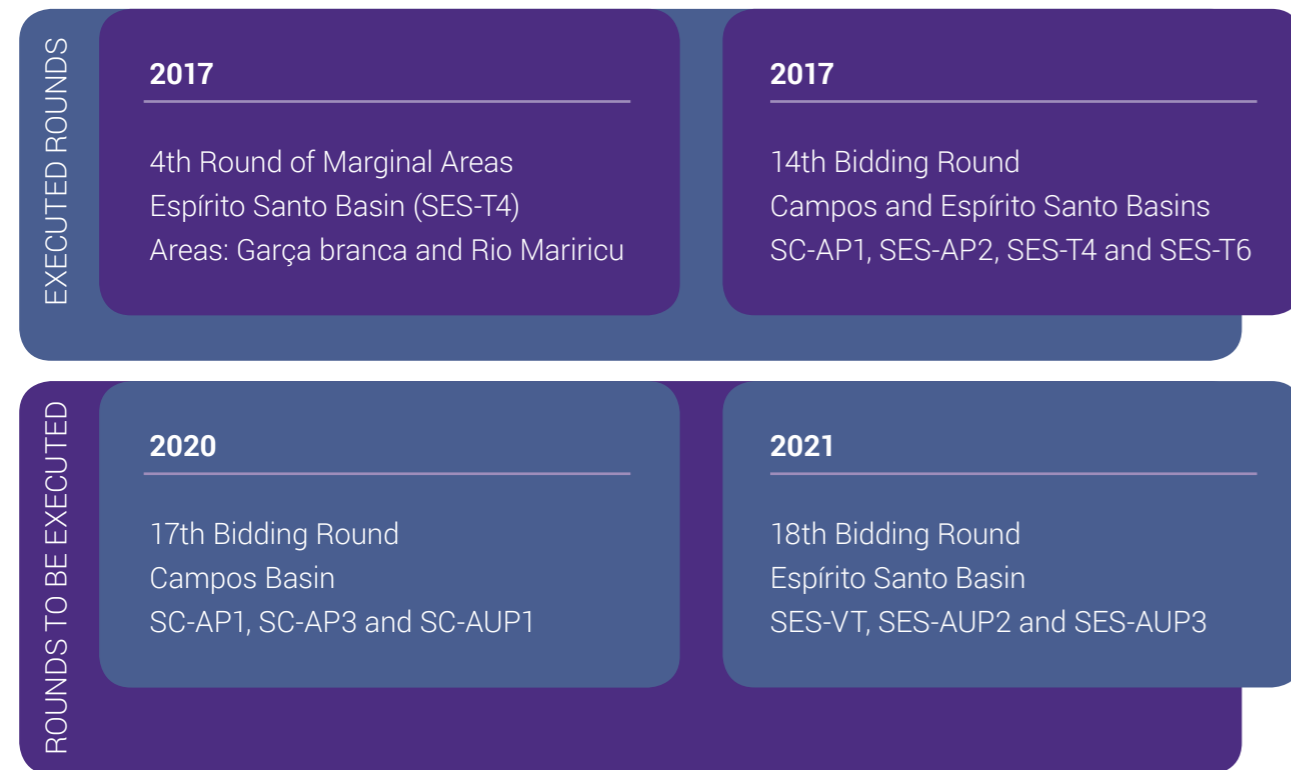 EXECUTED ROUNDS
2017
4th Round of Marginal Areas
Espírito Santo Basin (SES-T4)
Areas: Garça branca and Rio Mariricu
2017
14th Bidding Round
Campos and Espírito Santo Basins
SC-AP1, SES-AP2, SES-T4 and SES-T6
ROUNDS TO BE EXECUTED
2020
17th Bidding Round
Campos Basin
SC-AP1, SC-AP3 and SC-AUP1
2021
18th Bidding Round
Espírito Santo Basin
SES-VT, SES-AUP2 and SES-AUP3